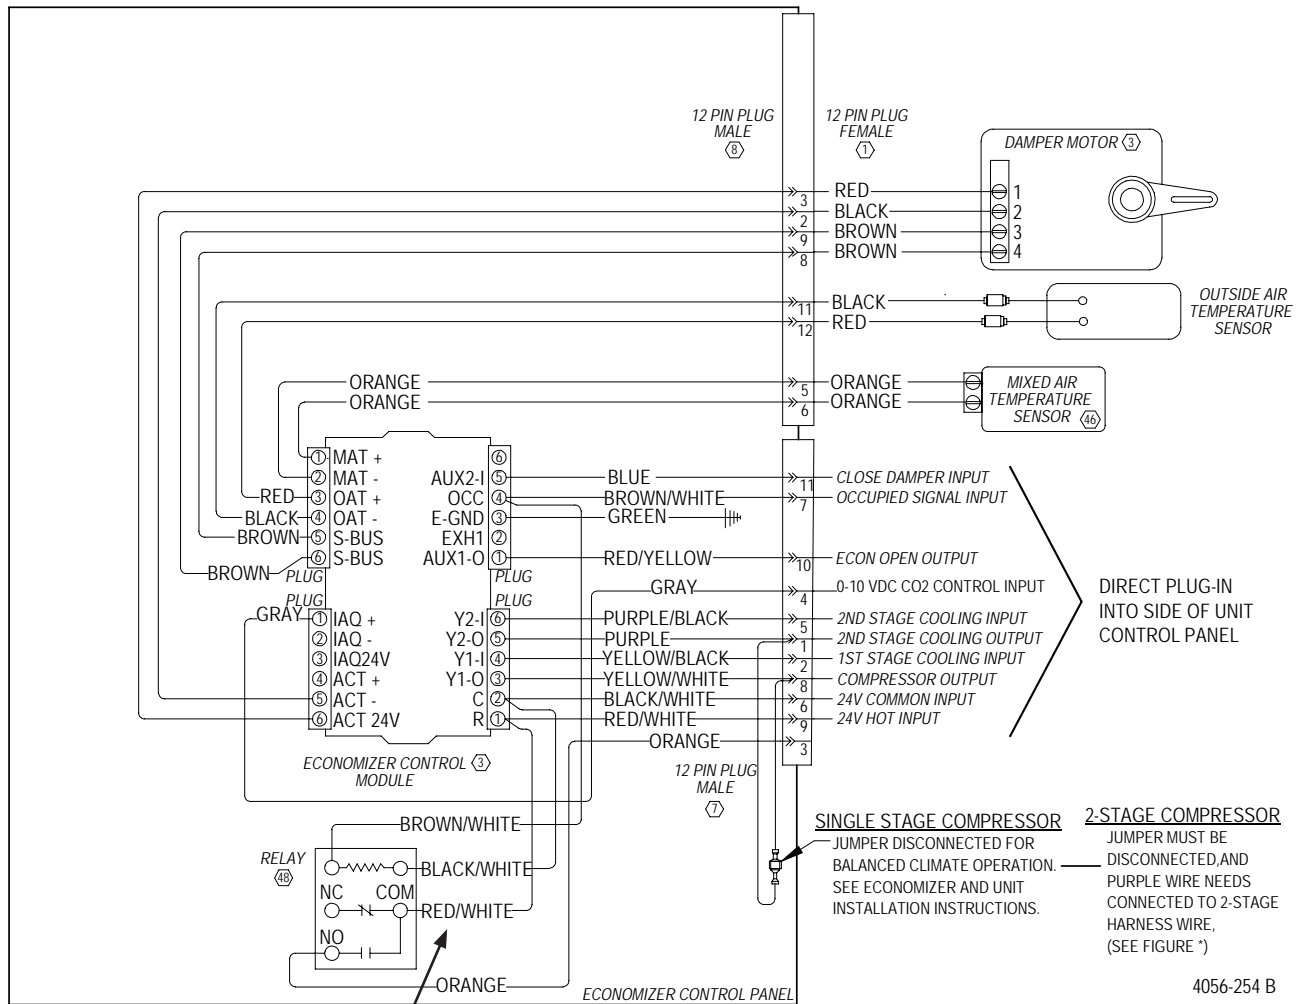 12 PIN PLUG
MALE
8
12 PIN PLUG
FEMALE
1
DAMPER MOTOR 3
3 RED 1
2 BLACK 2
9 BROWN 3
8 BROWN 4
11 BLACK
12 RED
OUTSIDE AIR
TEMPERATURE
SENSOR
ORANGE 5 ORANGE
ORANGE 6 ORANGE
MIXED AIR
TEMPERATURE
SENSOR 46
1 MAT +
2 MAT -
RED 3 OAT +
BLACK 4 OAT -
BROWN 5 S-BUS
BROWN 6 S-BUS
PLUG
6
AUX2-I 5 BLUE 11 CLOSE DAMPER INPUT
OCC 4 BROWN/WHITE 7 OCCUPIED SIGNAL INPUT
E-GND 3 GREEN
EXH1 2
AUX1-O 1 RED/YELLOW 10 ECON OPEN OUTPUT
PLUG
GRAY 4 0-10 VDC CO2 CONTROL INPUT
PLUG
GRAY 1 IAQ +
2 IAQ -
3 IAQ24V
4 ACT +
5 ACT -
6 ACT 24V
PLUG
Y2-I 6 PURPLE/BLACK 5 2ND STAGE COOLING INPUT
Y2-O 5 PURPLE 1 2ND STAGE COOLING OUTPUT
Y1-I 4 YELLOW/BLACK 2 1ST STAGE COOLING INPUT
Y1-O 3 YELLOW/WHITE 8 COMPRESSOR OUTPUT
C 2 BLACK/WHITE 6 24V COMMON INPUT
R 1 RED/WHITE 9 24V HOT INPUT
ORANGE 3
DIRECT PLUG-IN
INTO SIDE OF UNIT
CONTROL PANEL
ECONOMIZER CONTROL 3
MODULE
12 PIN PLUG
MALE
7
BROWN/WHITE
RELAY
48
BLACK/WHITE
NC COM
RED/WHITE
NO
ORANGE
ECONOMIZER CONTROL PANEL
SINGLE STAGE COMPRESSOR
JUMPER DISCONNECTED FOR
BALANCED CLIMATE OPERATION.
SEE ECONOMIZER AND UNIT
INSTALLATION INSTRUCTIONS.
2-STAGE COMPRESSOR
JUMPER MUST BE
DISCONNECTED,AND
PURPLE WIRE NEEDS
CONNECTED TO 2-STAGE
HARNESS WIRE,
(SEE FIGURE *)
4056-254 B